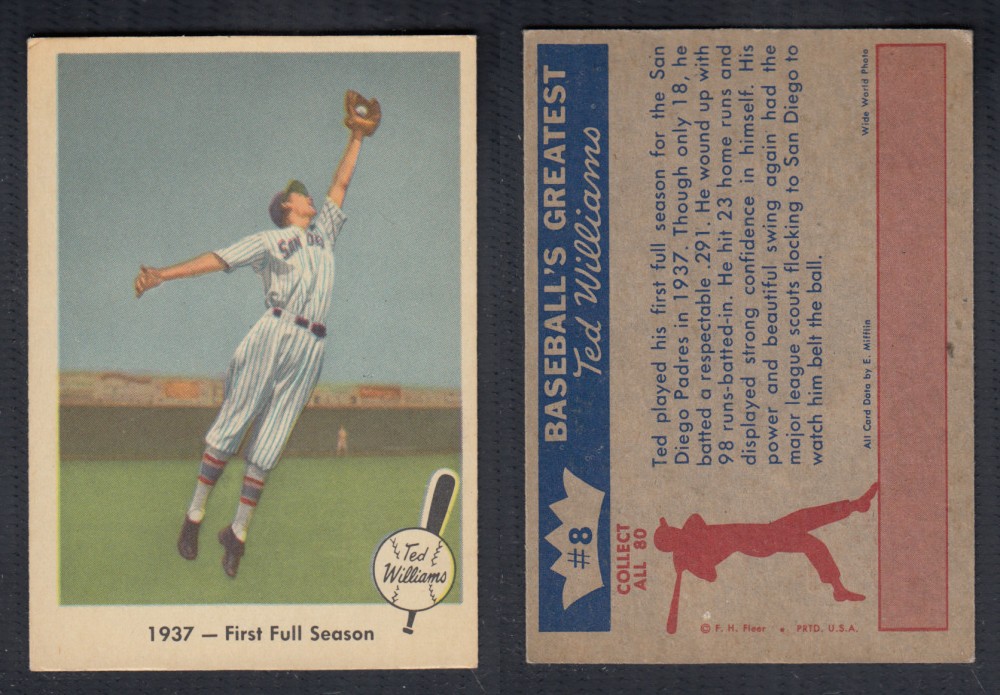 SAN DIE
Ted
Williams
1937 — First Full Season
BASEBALL'S GREATEST
Ted Williams
#8
COLLECT
ALL 80
Ted played his first full season for the San
Diego Padres in 1937. Though only 18, he
batted a respectable .291. He wound up with
98 runs-batted-in. He hit 23 home runs and
displayed strong confidence in himself. His
power and beautiful swing again had the
major league scouts flocking to San Diego to
watch him belt the ball.
All Card Data by E. Mifflin
Wide World Photo
© F. H. Fleer • PRTD. U.S.A.